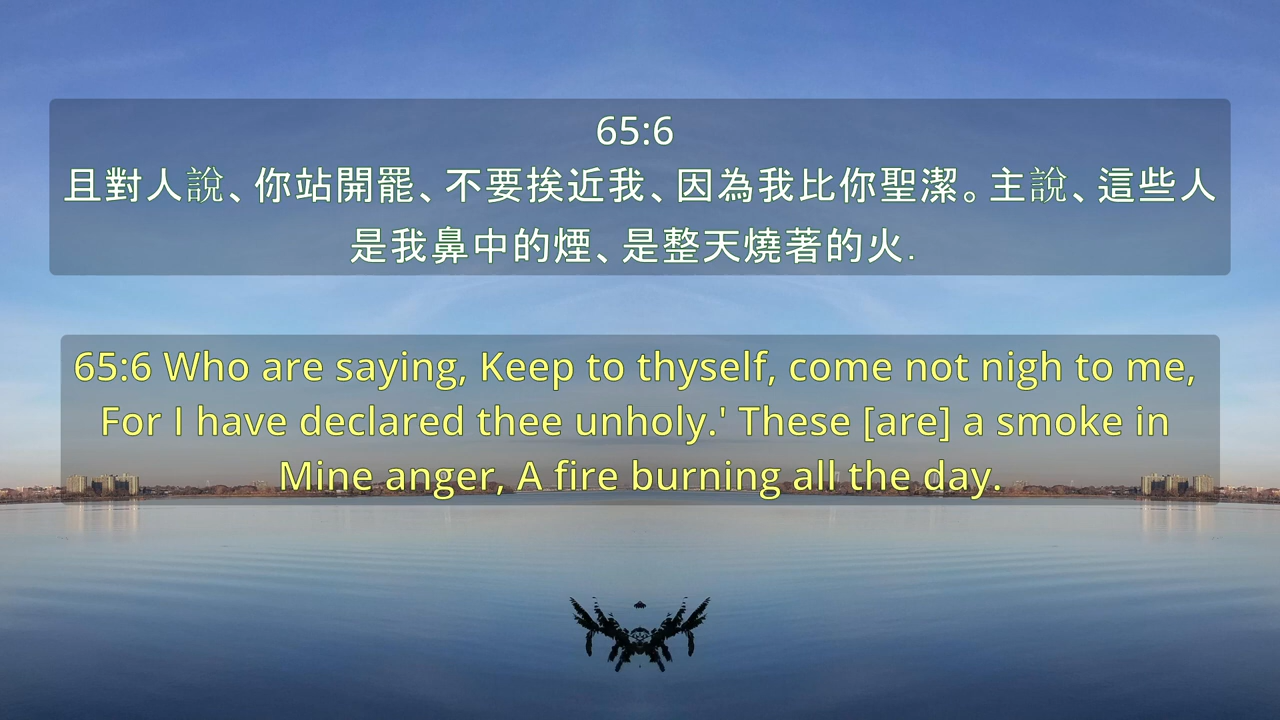 65:6
且對人說、你站開罷、不要挨近我、因為我比你聖潔。主說、這些人
是我鼻中的煙、是整天燒著的火.
65:6 Who are saying, Keep to thyself, come not nigh to me,
For I have declared thee unholy.' These [are] a smoke in
Mine anger, A fire burning all the day.